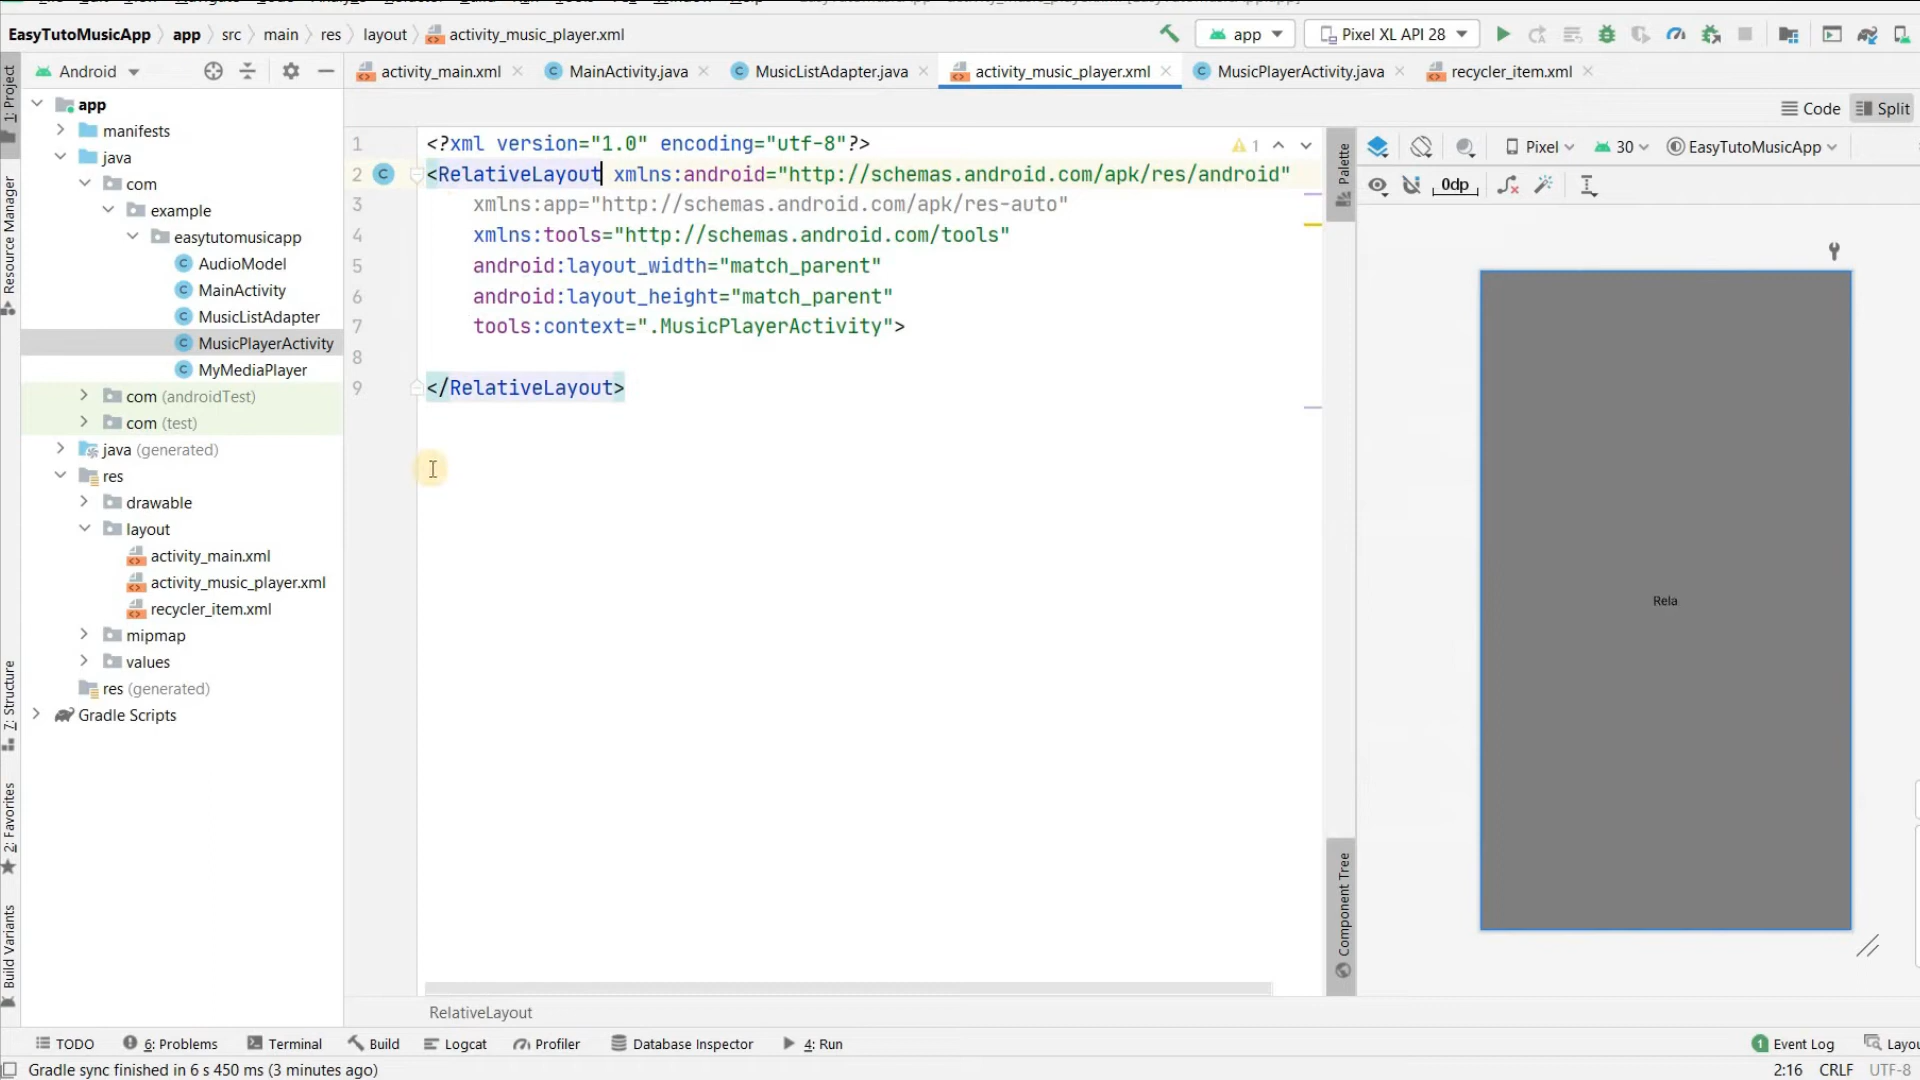 EasyTutoMusicApp app src main res layout activity_music_player.xml app Pixel XL API 28
Android activity_main.xml MainActivity.java MusicListAdapter.java activity_music_player.xml MusicPlayerActivity.java recycler_item.xml
Code Split
1: Project
Resource Manager
7: Structure
2: Favorites
Build Variants
app
manifests
java
com
example
easytutomusicapp
AudioModel
MainActivity
MusicListAdapter
MusicPlayerActivity
MyMediaPlayer
com (androidTest)
com (test)
java (generated)
res
drawable
layout
activity_main.xml
activity_music_player.xml
recycler_item.xml
mipmap
values
res (generated)
Gradle Scripts
1 <?xml version="1.0" encoding="utf-8"?>
2 <RelativeLayout xmlns:android="http://schemas.android.com/apk/res/android"
3 xmlns:app="http://schemas.android.com/apk/res-auto"
4 xmlns:tools="http://schemas.android.com/tools"
5 android:layout_width="match_parent"
6 android:layout_height="match_parent"
7 tools:context=".MusicPlayerActivity">
8
9 </RelativeLayout>
1
Palette
Component Tree
Pixel 30 EasyTutoMusicApp
0dp
Rela
RelativeLayout
TODO 6: Problems Terminal Build Logcat Profiler Database Inspector 4: Run 1 Event Log Layou
Gradle sync finished in 6 s 450 ms (3 minutes ago) 2:16 CRLF UTF-8